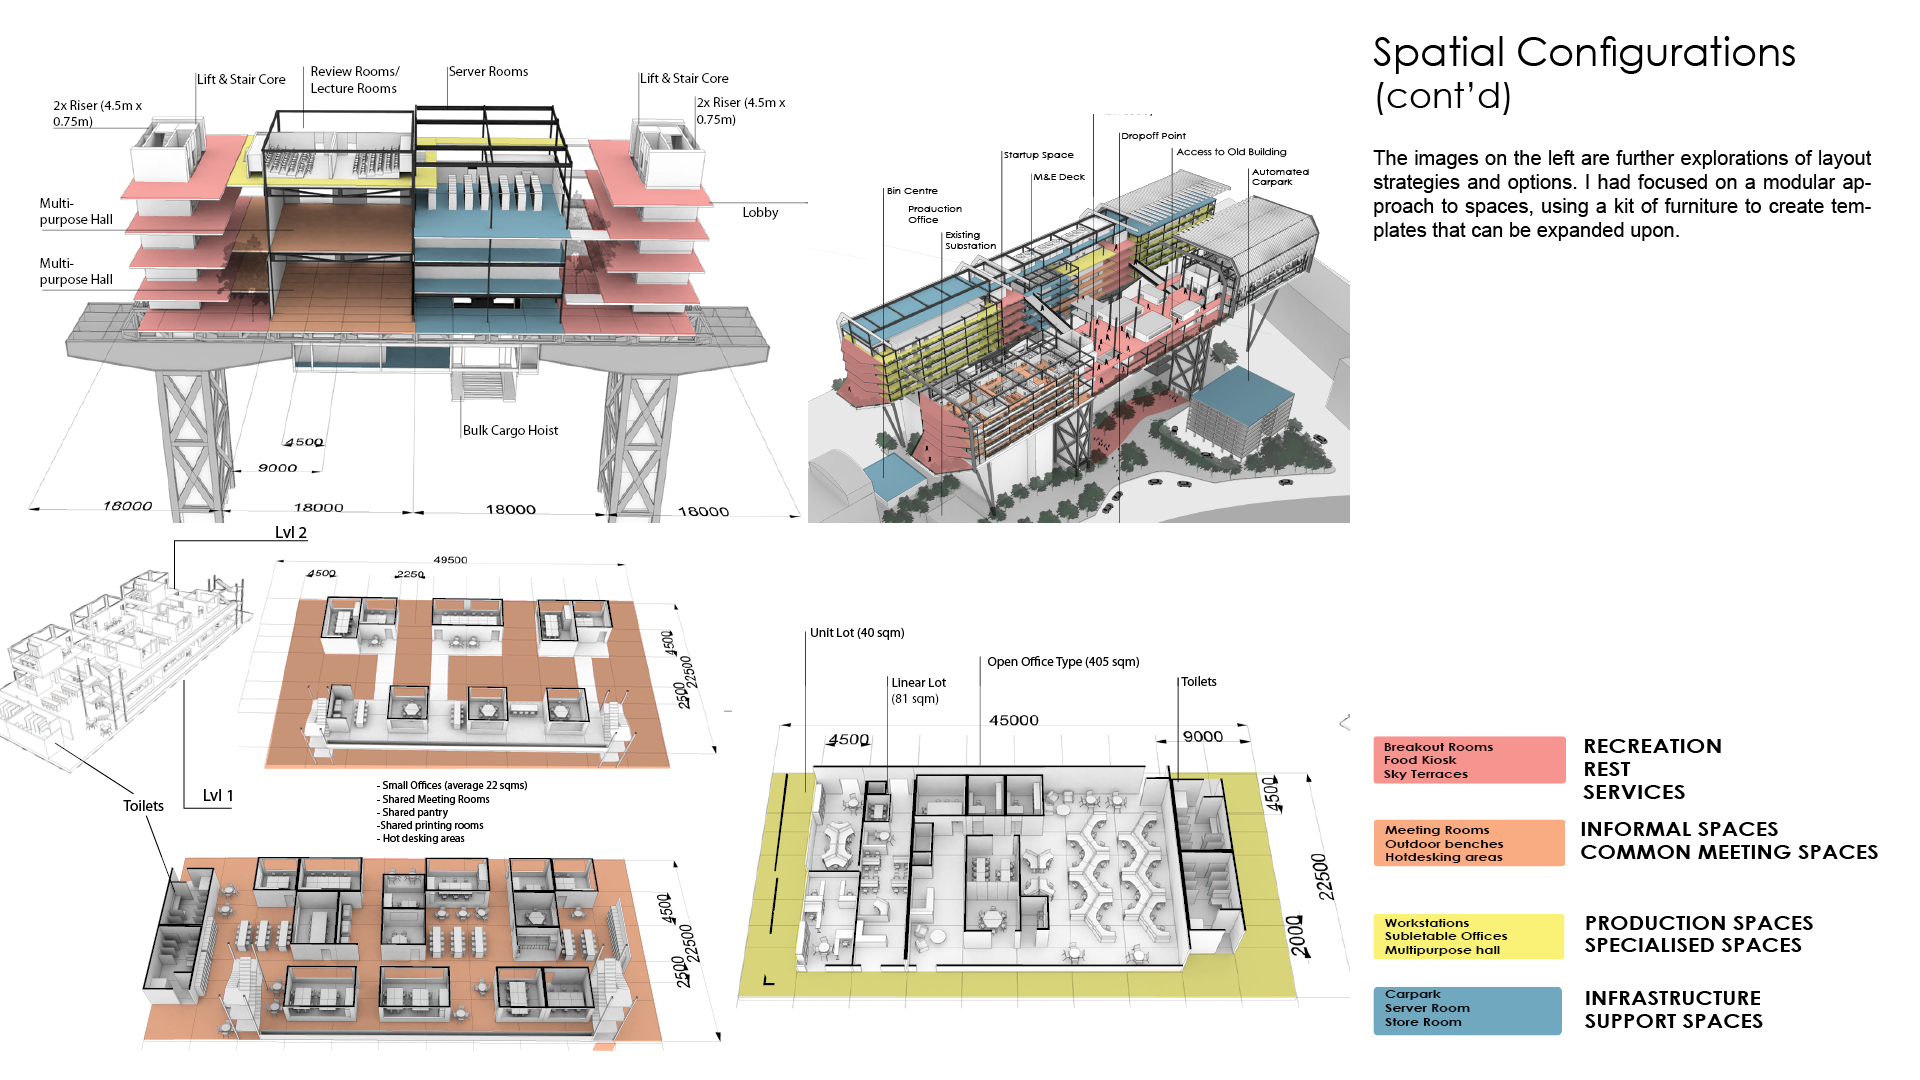 Spatial Configurations
(cont’d)
The images on the left are further explorations of layout
strategies and options. I had focused on a modular ap-
proach to spaces, using a kit of furniture to create tem-
plates that can be expanded upon.
2x Riser (4.5m x
0.75m)
Lift & Stair Core
Review Rooms/
Lecture Rooms
Server Rooms
Lift & Stair Core
2x Riser (4.5m x
0.75m)
Multi-
purpose Hall
Multi-
purpose Hall
Lobby
Bulk Cargo Hoist
4500
9000
18000
18000
18000
18000
Dropoff Point
Startup Space
Access to Old Building
M&E Deck
Automated
Carpark
Bin Centre
Production
Office
Existing
Substation
Lvl 2
Lvl 1
Toilets
49500
4500
2250
4500
22500
2500
- Small Offices (average 22 sqms)
- Shared Meeting Rooms
- Shared pantry
-Shared printing rooms
- Hot desking areas
4500
22500
2500
Unit Lot (40 sqm)
Open Office Type (405 sqm)
Linear Lot
(81 sqm)
Toilets
45000
4500
9000
4500
22500
2000
Breakout Rooms
Food Kiosk
Sky Terraces
RECREATION
REST
SERVICES
Meeting Rooms
Outdoor benches
Hotdesking areas
INFORMAL SPACES
COMMON MEETING SPACES
Workstations
Subletable Offices
Multipurpose hall
PRODUCTION SPACES
SPECIALISED SPACES
Carpark
Server Room
Store Room
INFRASTRUCTURE
SUPPORT SPACES